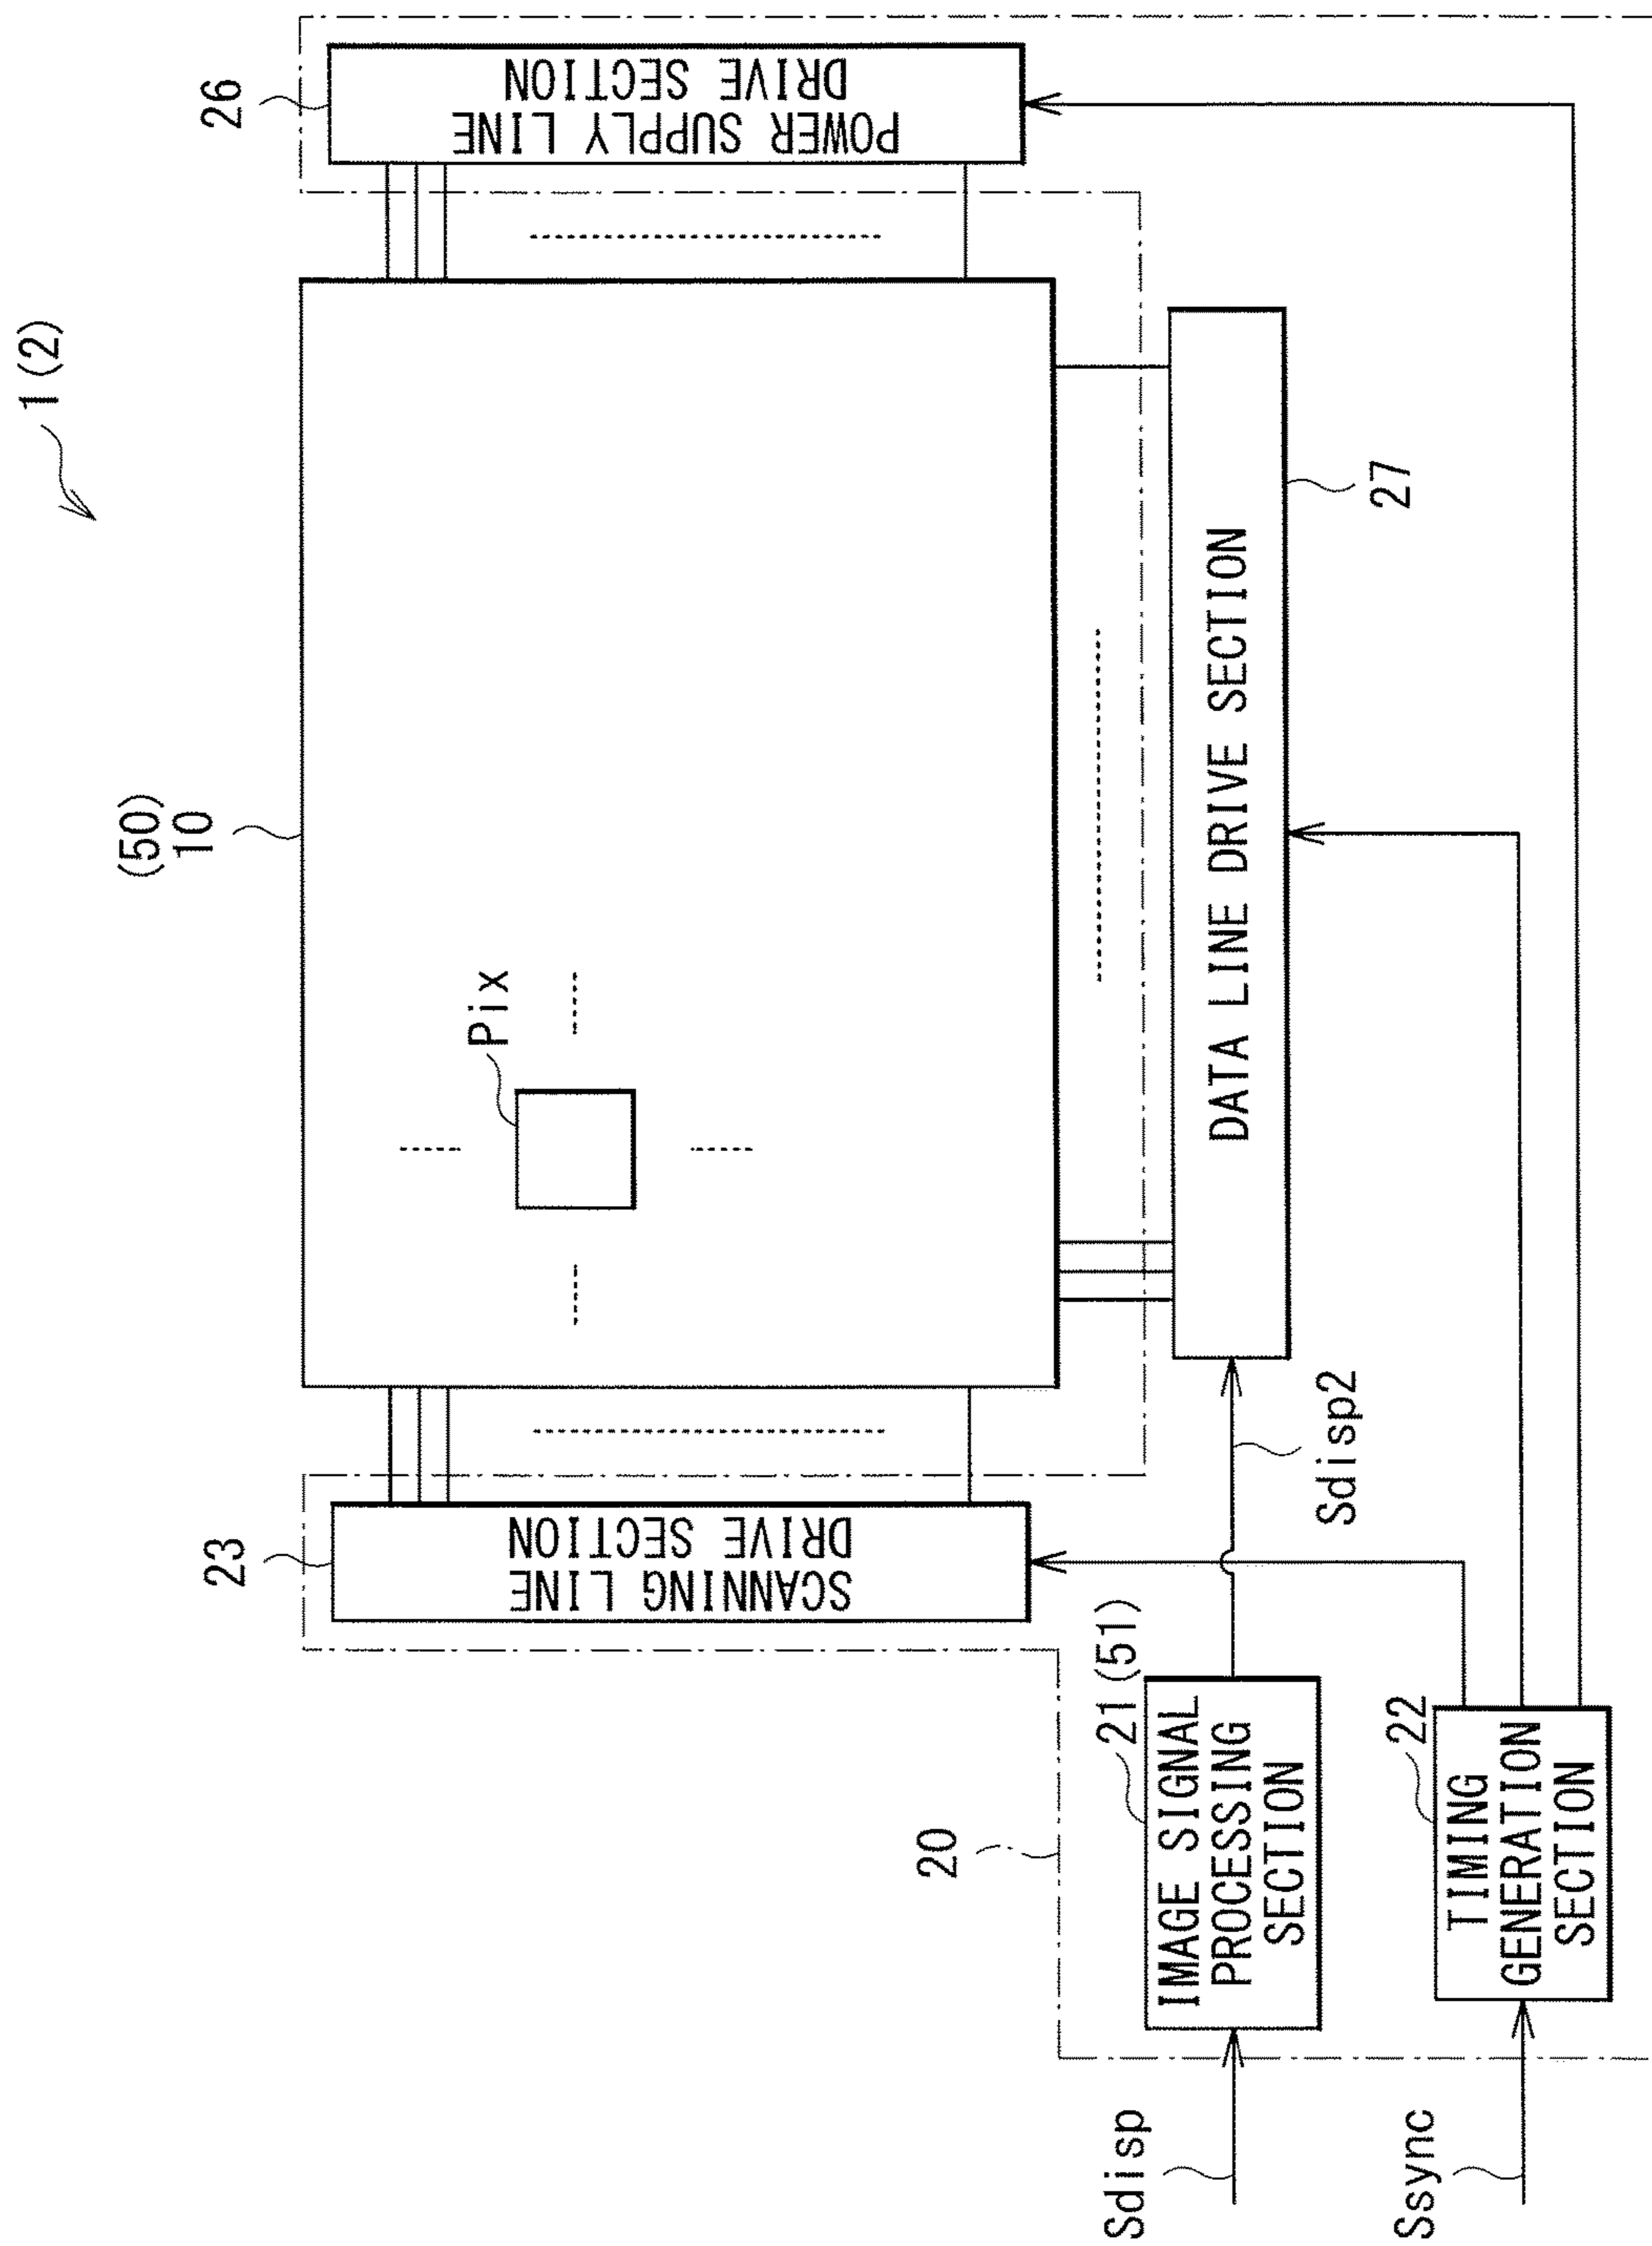 1(2)
(50)
10
23
26
SCANNING LINE
DRIVE SECTION
Pix
POWER SUPPLY LINE
DRIVE SECTION
20
21(51)
Sdisp
IMAGE SIGNAL
PROCESSING
SECTION
Sdisp2
DATA LINE DRIVE SECTION
27
22
Ssync
TIMING
GENERATION
SECTION